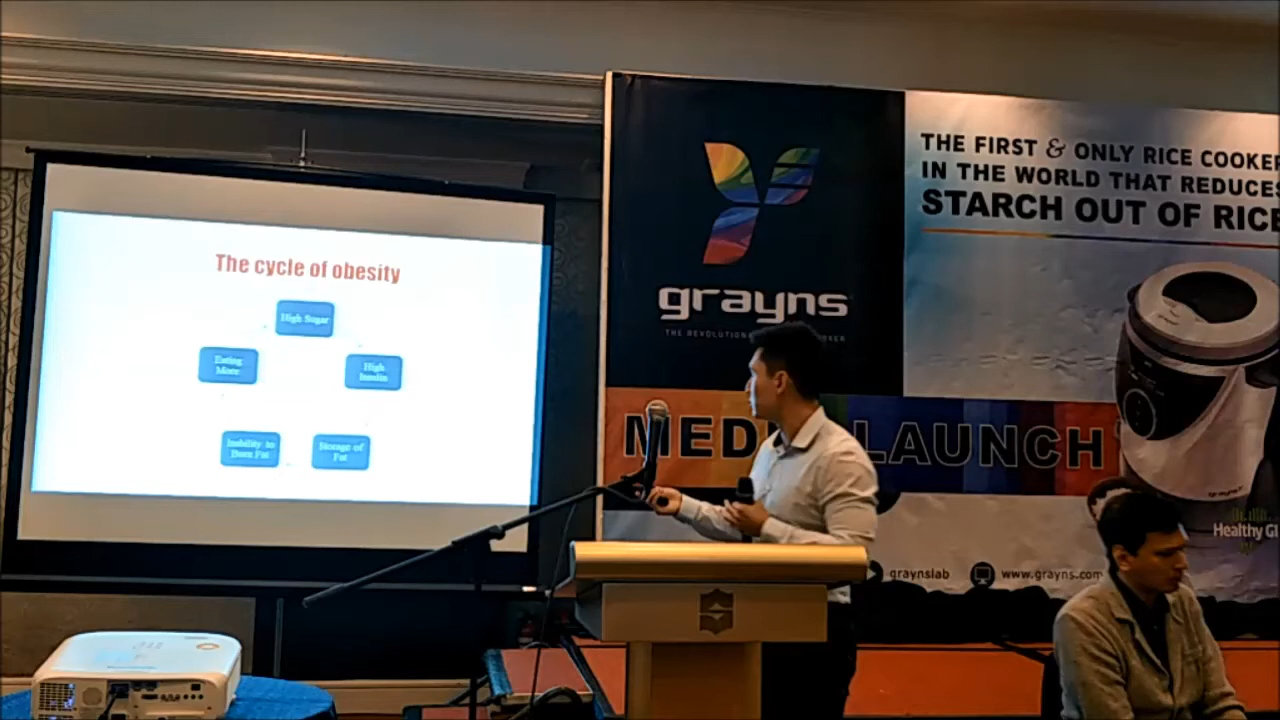 The cycle of obesity
High Sugar
Eating
More
High
Insulin
Inability to
Burn Fat
Storage of
Fat
grayns
THE FIRST & ONLY RICE COOKER
IN THE WORLD THAT REDUCES
STARCH OUT OF RICE
LAUNCH
grayns
Healthy
graynslab
www.grayns.com